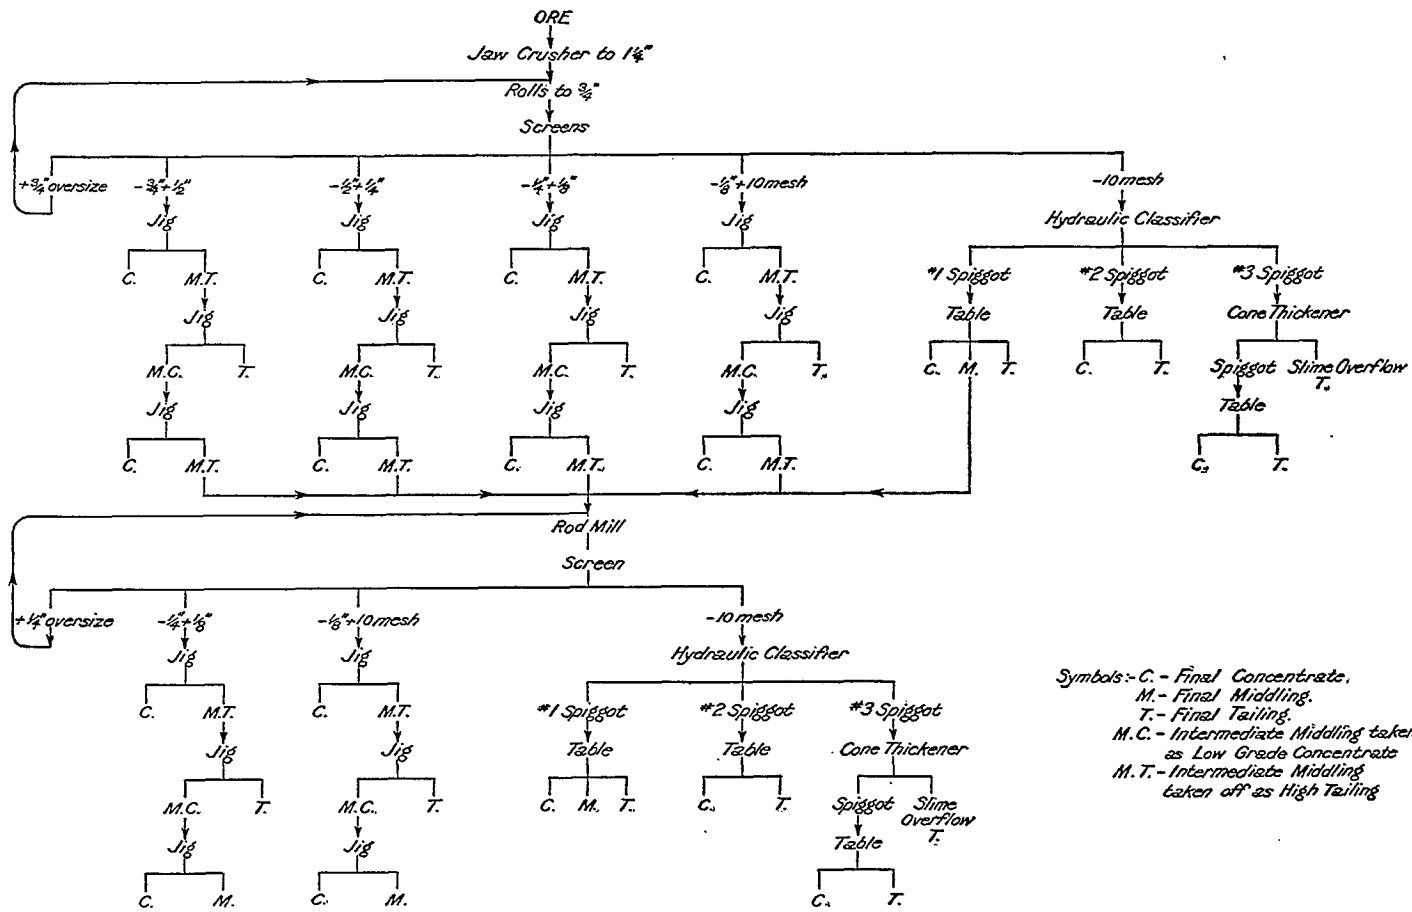 ORE
Jaw Crusher to 1¼"
Rolls to ¾"
Screens
+¾" oversize -¾"+½" -½"+¼" -¼"+⅛" -⅛"+10 mesh -10 mesh
Jig Jig Jig Jig Hydraulic Classifier
C. M.T. C. M.T. C. M.T. C. M.T. #1 Spiggot #2 Spiggot #3 Spiggot
Jig Jig Jig Jig Table Table Cone Thickener
M.C. T. M.C. T. M.C. T. M.C. T. C. M. T. C. T. Spiggot Slime Overflow
T.
Jig Jig Jig Jig Table
C. M.T. C. M.T. C. M.T. C. M.T. C. T.
Rod Mill
Screen
+¼" oversize -¼"+⅛" -⅛"+10 mesh -10 mesh
Jig Jig Hydraulic Classifier
C. M.T. C. M.T. #1 Spiggot #2 Spiggot #3 Spiggot
Jig Jig Table Table Cone Thickener
M.C. T. M.C. T. C. M. T. C. T. Spiggot Slime
Overflow
T.
Jig Jig Table
C. M. C. M. C. T.
Symbols:- C. - Final Concentrate.
M. - Final Middling.
T. - Final Tailing.
M.C. - Intermediate Middling taken
as Low Grade Concentrate
M.T. - Intermediate Middling
taken off as High Tailing